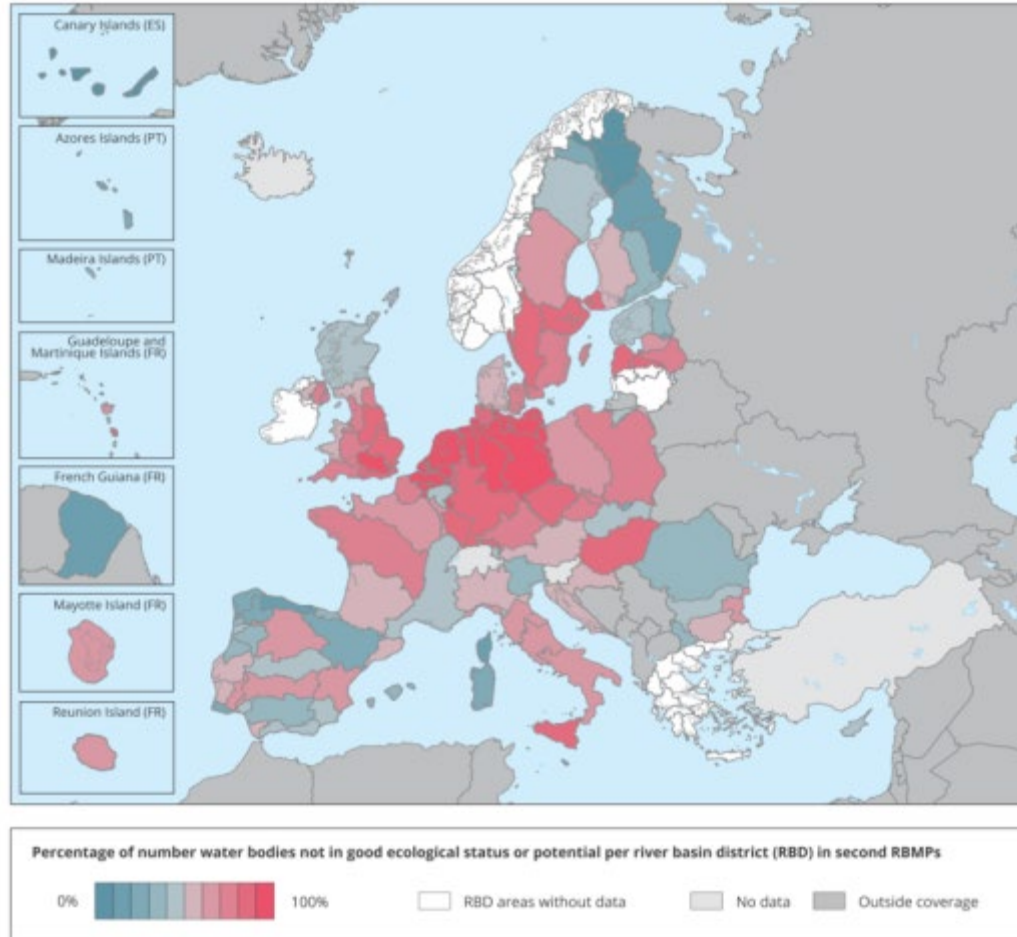 Canary Islands (ES)
Azores Islands (PT)
Madeira Islands (PT)
Guadeloupe and
Martinique Islands (FR)
French Guiana (FR)
Mayotte Island (FR)
Reunion Island (FR)
Percentage of number water bodies not in good ecological status or potential per river basin district (RBD) in second RBMPs
0%
100%
RBD areas without data
No data
Outside coverage